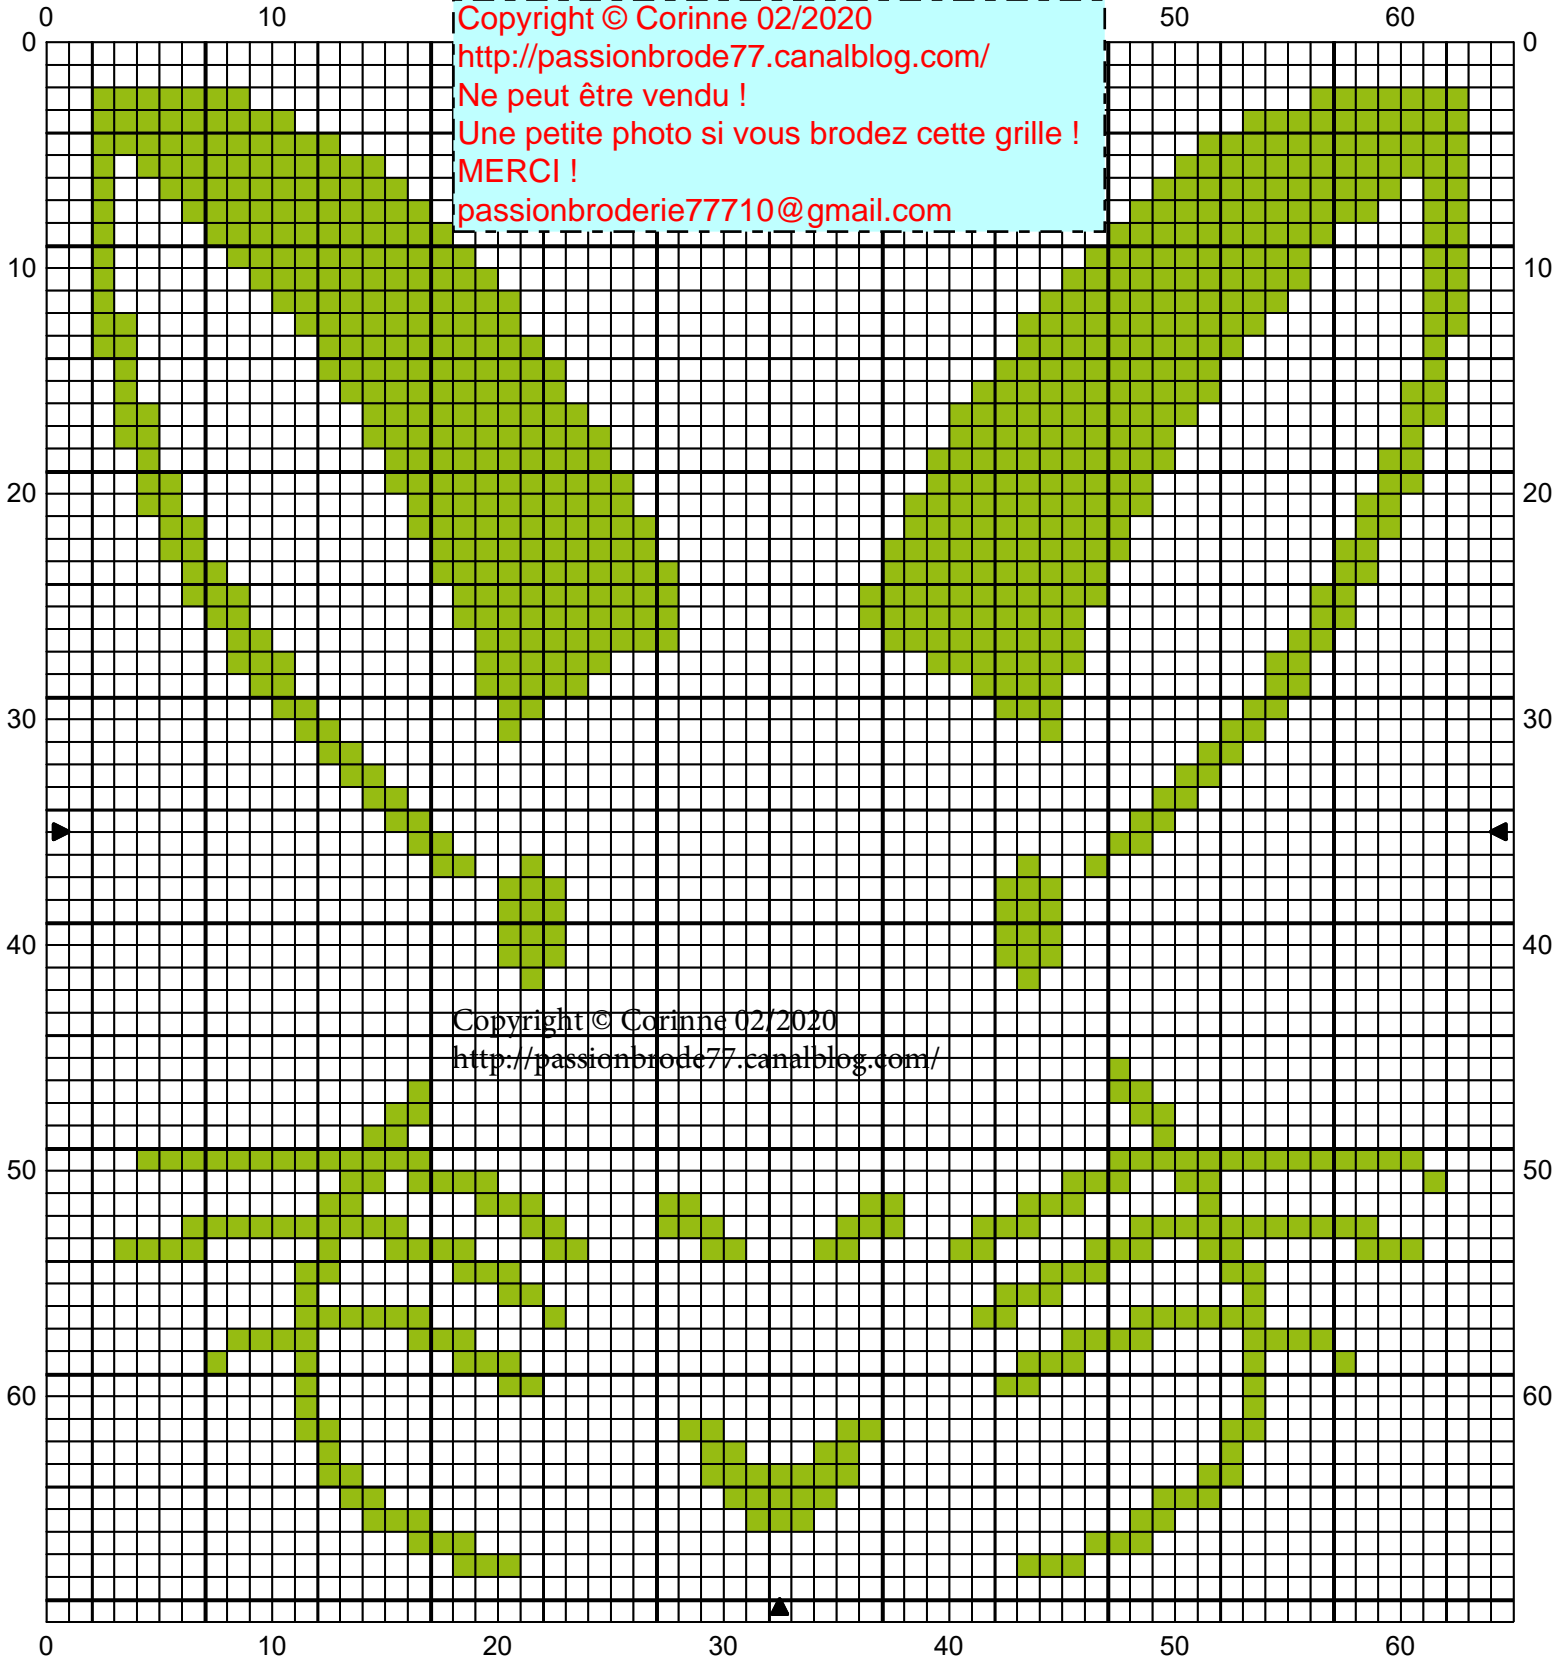 0 10 50 60
Copyright © Corinne 02/2020
http://passionbrode77.canalblog.com/
Ne peut être vendu !
Une petite photo si vous brodez cette grille !
MERCI !
passionbroderie77710@gmail.com
0 0
10 10
20 20
30 30
40 40
Copyright © Corinne 02/2020
http://passionbrode77.canalblog.com/
50 50
60 60
0 10 20 30 40 50 60